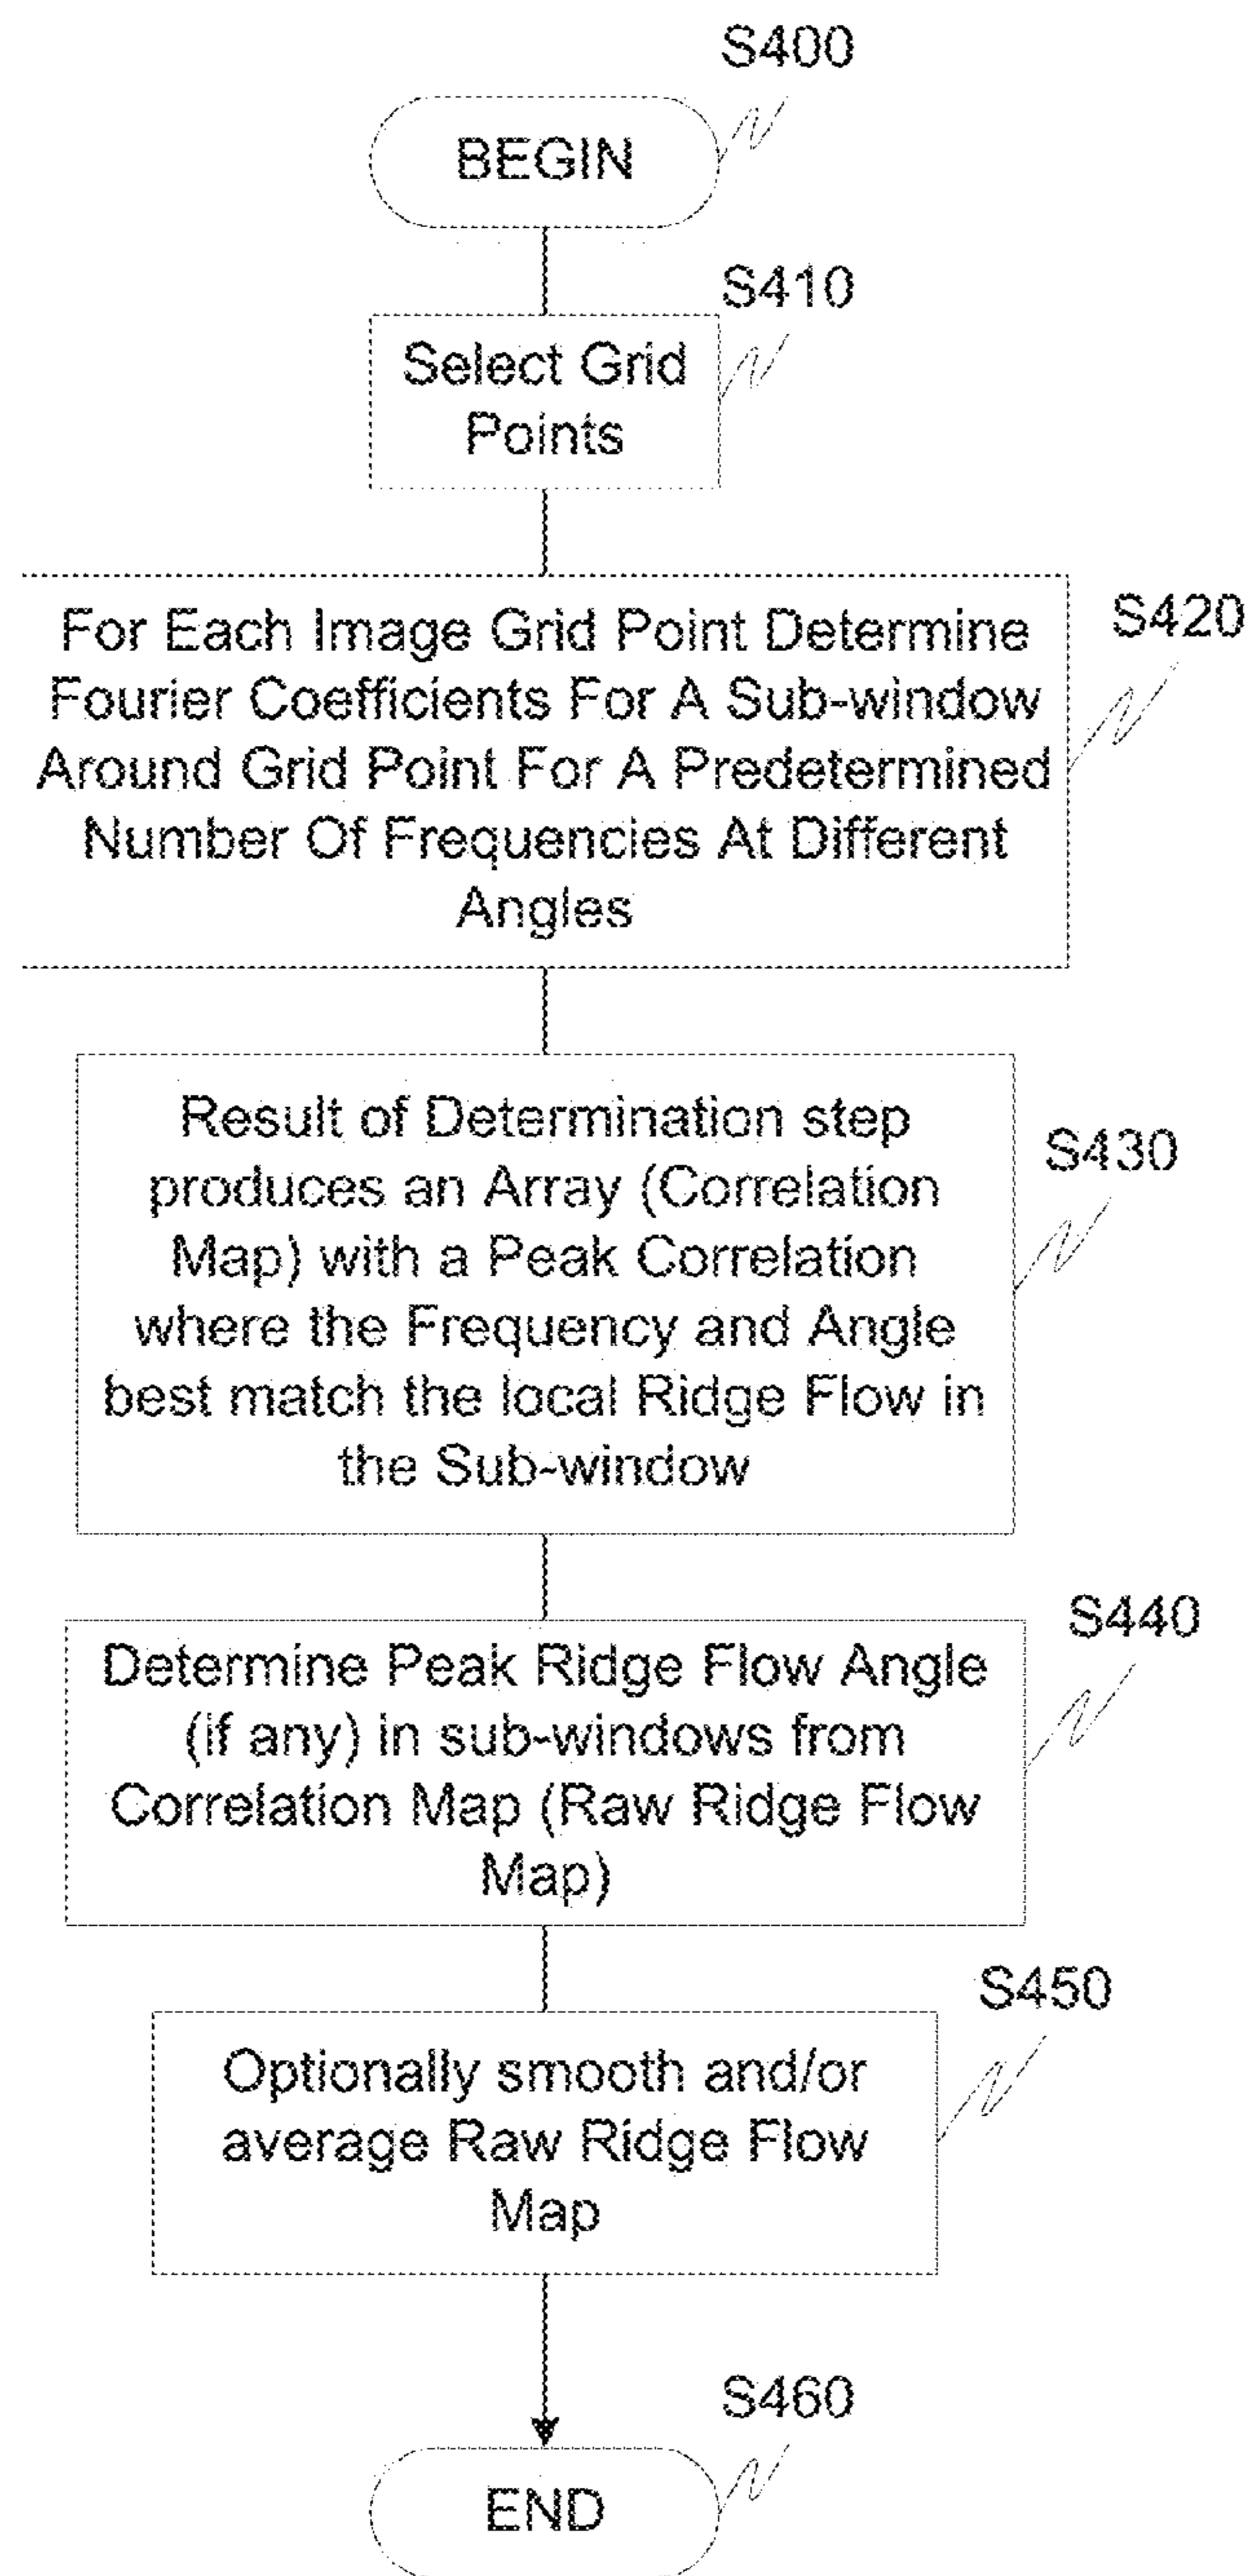 S400
BEGIN
S410
Select Grid
Points
S420
For Each Image Grid Point Determine
Fourier Coefficients For A Sub-window
Around Grid Point For A Predetermined
Number Of Frequencies At Different
Angles
S430
Result of Determination step
produces an Array (Correlation
Map) with a Peak Correlation
where the Frequency and Angle
best match the local Ridge Flow in
the Sub-window
S440
Determine Peak Ridge Flow Angle
(if any) in sub-windows from
Correlation Map (Raw Ridge Flow
Map)
S450
Optionally smooth and/or
average Raw Ridge Flow
Map
S460
END